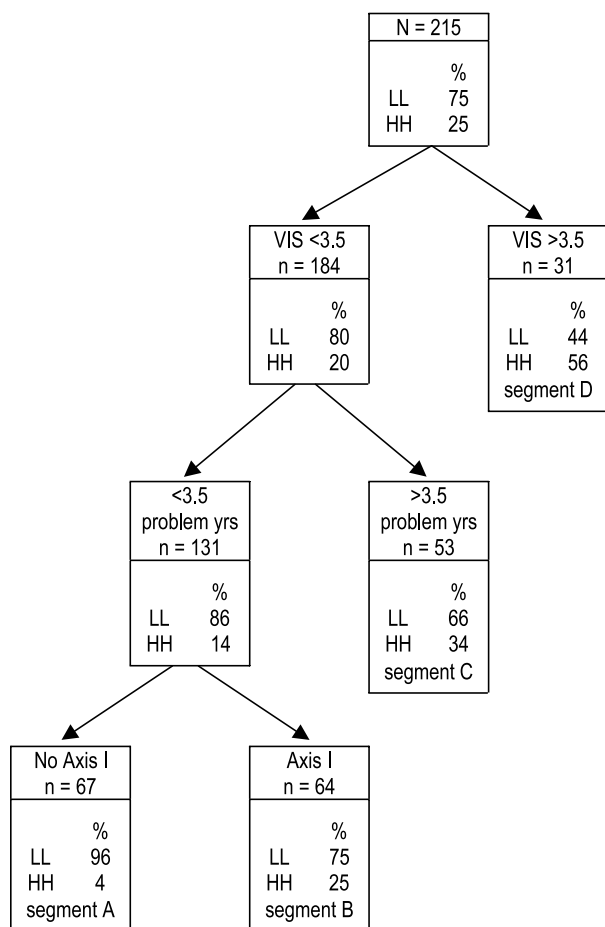 N = 215
%
LL 75
HH 25
VIS <3.5
n = 184
%
LL 80
HH 20
VIS >3.5
n = 31
%
LL 44
HH 56
segment D
<3.5
problem yrs
n = 131
%
LL 86
HH 14
>3.5
problem yrs
n = 53
%
LL 66
HH 34
segment C
No Axis I
n = 67
%
LL 96
HH 4
segment A
Axis I
n = 64
%
LL 75
HH 25
segment B